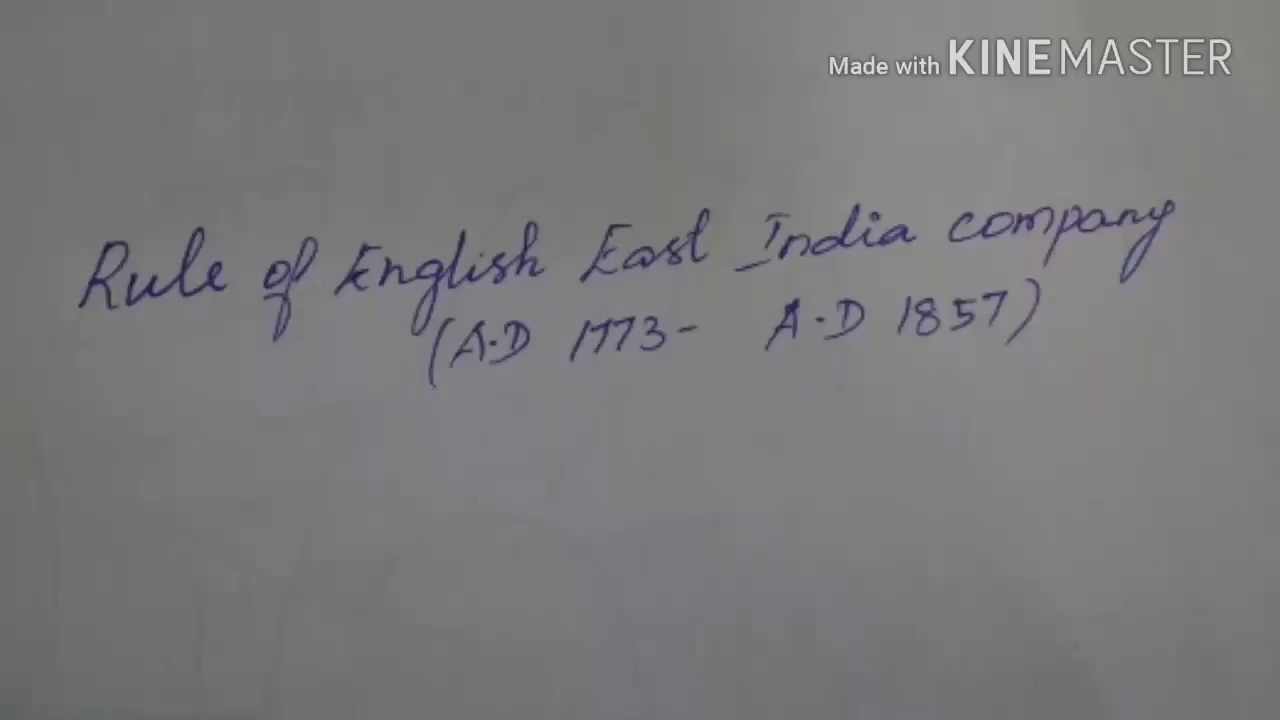 Made with KINEMASTER
Rule of English East India company
(A.D 1773- A.D 1857)